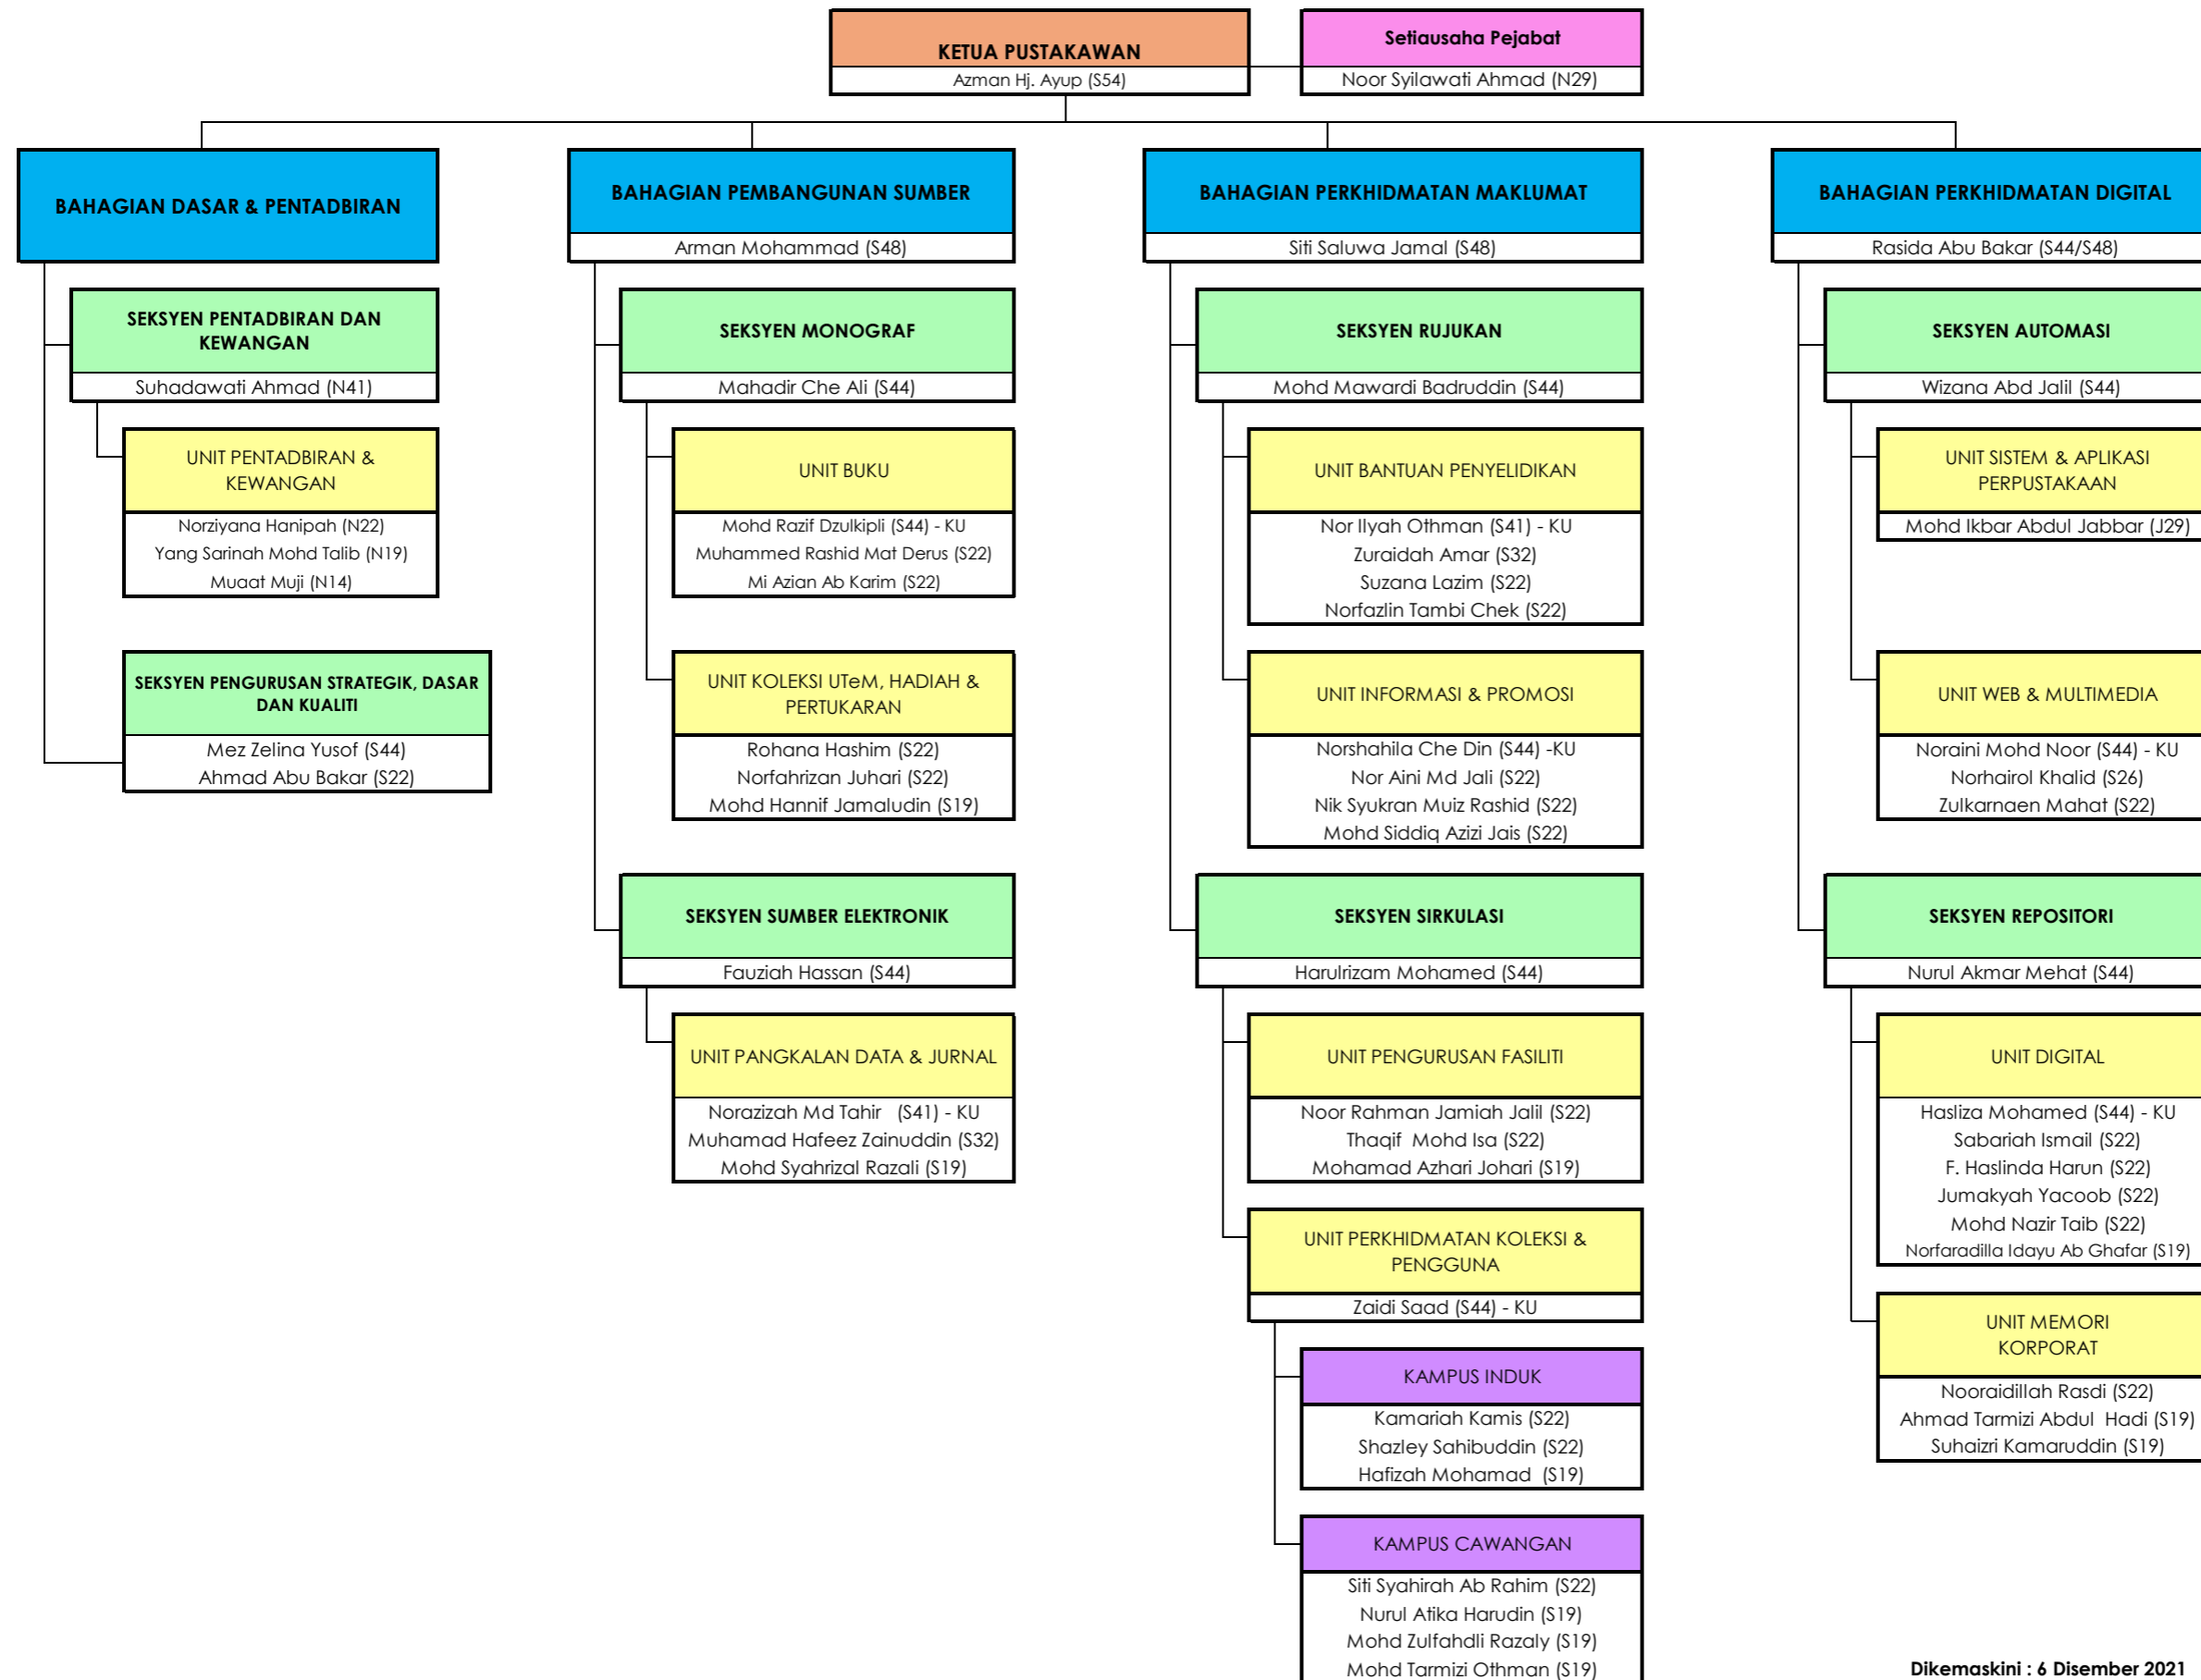 KETUA PUSTAKAWAN
Azman Hj. Ayup (S54)
Setiausaha Pejabat
Noor Syilawati Ahmad (N29)
BAHAGIAN DASAR & PENTADBIRAN
SEKSYEN PENTADBIRAN DAN
KEWANGAN
Suhadawati Ahmad (N41)
UNIT PENTADBIRAN &
KEWANGAN
Norziyana Hanipah (N22)
Yang Sarinah Mohd Talib (N19)
Muaat Muji (N14)
SEKSYEN PENGURUSAN STRATEGIK, DASAR
DAN KUALITI
Mez Zelina Yusof (S44)
Ahmad Abu Bakar (S22)
BAHAGIAN PEMBANGUNAN SUMBER
Arman Mohammad (S48)
SEKSYEN MONOGRAF
Mahadir Che Ali (S44)
UNIT BUKU
Mohd Razif Dzulkipli (S44) - KU
Muhammed Rashid Mat Derus (S22)
Mi Azian Ab Karim (S22)
UNIT KOLEKSI UTeM, HADIAH &
PERTUKARAN
Rohana Hashim (S22)
Norfahrizan Juhari (S22)
Mohd Hannif Jamaludin (S19)
SEKSYEN SUMBER ELEKTRONIK
Fauziah Hassan (S44)
UNIT PANGKALAN DATA & JURNAL
Norazizah Md Tahir (S41) - KU
Muhamad Hafeez Zainuddin (S32)
Mohd Syahrizal Razali (S19)
BAHAGIAN PERKHIDMATAN MAKLUMAT
Siti Saluwa Jamal (S48)
SEKSYEN RUJUKAN
Mohd Mawardi Badruddin (S44)
UNIT BANTUAN PENYELIDIKAN
Nor Ilyah Othman (S41) - KU
Zuraidah Amar (S32)
Suzana Lazim (S22)
Norfazlin Tambi Chek (S22)
UNIT INFORMASI & PROMOSI
Norshahila Che Din (S44) -KU
Nor Aini Md Jali (S22)
Nik Syukran Muiz Rashid (S22)
Mohd Siddiq Azizi Jais (S22)
SEKSYEN SIRKULASI
Harulrizam Mohamed (S44)
UNIT PENGURUSAN FASILITI
Noor Rahman Jamiah Jalil (S22)
Thaqif Mohd Isa (S22)
Mohamad Azhari Johari (S19)
UNIT PERKHIDMATAN KOLEKSI &
PENGGUNA
Zaidi Saad (S44) - KU
KAMPUS INDUK
Kamariah Kamis (S22)
Shazley Sahibuddin (S22)
Hafizah Mohamad (S19)
KAMPUS CAWANGAN
Siti Syahirah Ab Rahim (S22)
Nurul Atika Harudin (S19)
Mohd Zulfahdli Razaly (S19)
Mohd Tarmizi Othman (S19)
BAHAGIAN PERKHIDMATAN DIGITAL
Rasida Abu Bakar (S44/S48)
SEKSYEN AUTOMASI
Wizana Abd Jalil (S44)
UNIT SISTEM & APLIKASI
PERPUSTAKAAN
Mohd Ikbar Abdul Jabbar (J29)
UNIT WEB & MULTIMEDIA
Noraini Mohd Noor (S44) - KU
Norhairol Khalid (S26)
Zulkarnaen Mahat (S22)
SEKSYEN REPOSITORI
Nurul Akmar Mehat (S44)
UNIT DIGITAL
Hasliza Mohamed (S44) - KU
Sabariah Ismail (S22)
F. Haslinda Harun (S22)
Jumakyah Yacoob (S22)
Mohd Nazir Taib (S22)
Norfaradilla Idayu Ab Ghafar (S19)
UNIT MEMORI
KORPORAT
Nooraidillah Rasdi (S22)
Ahmad Tarmizi Abdul Hadi (S19)
Suhaizri Kamaruddin (S19)
Dikemaskini : 6 Disember 2021